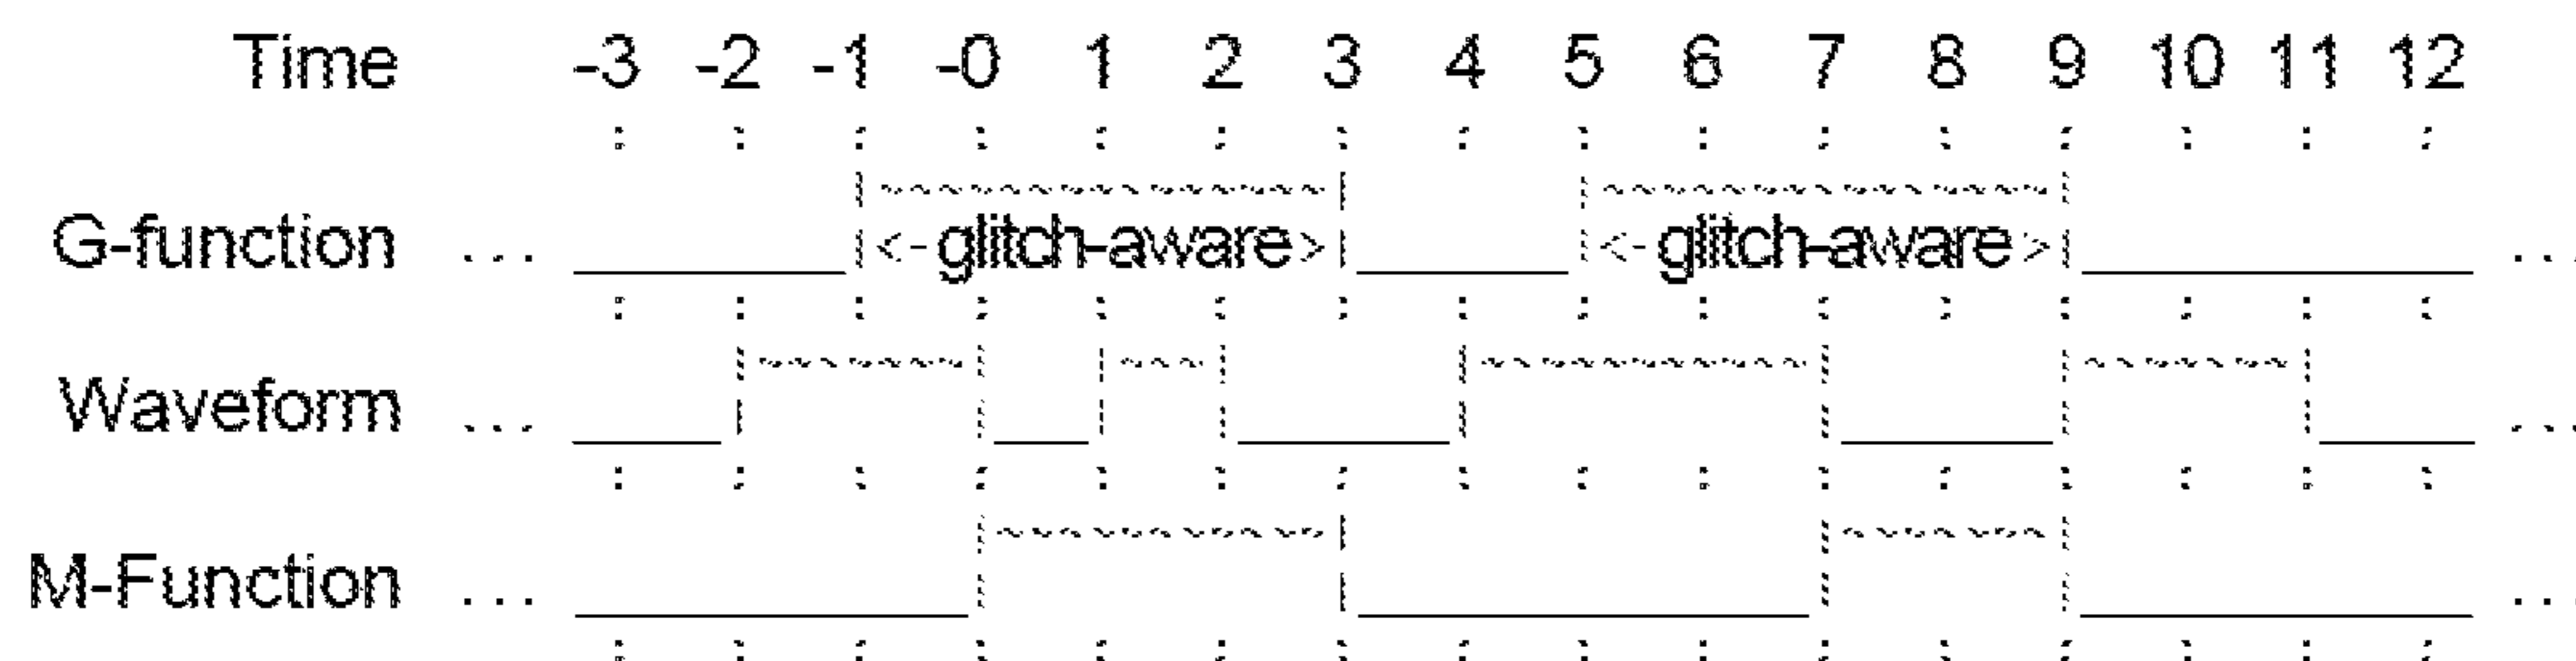 Time -3 -2 -1 -0 1 2 3 4 5 6 7 8 9 10 11 12
G-function ... <-glitch-aware> <-glitch-aware> ...
Waveform ... ...
M-Function ... ...